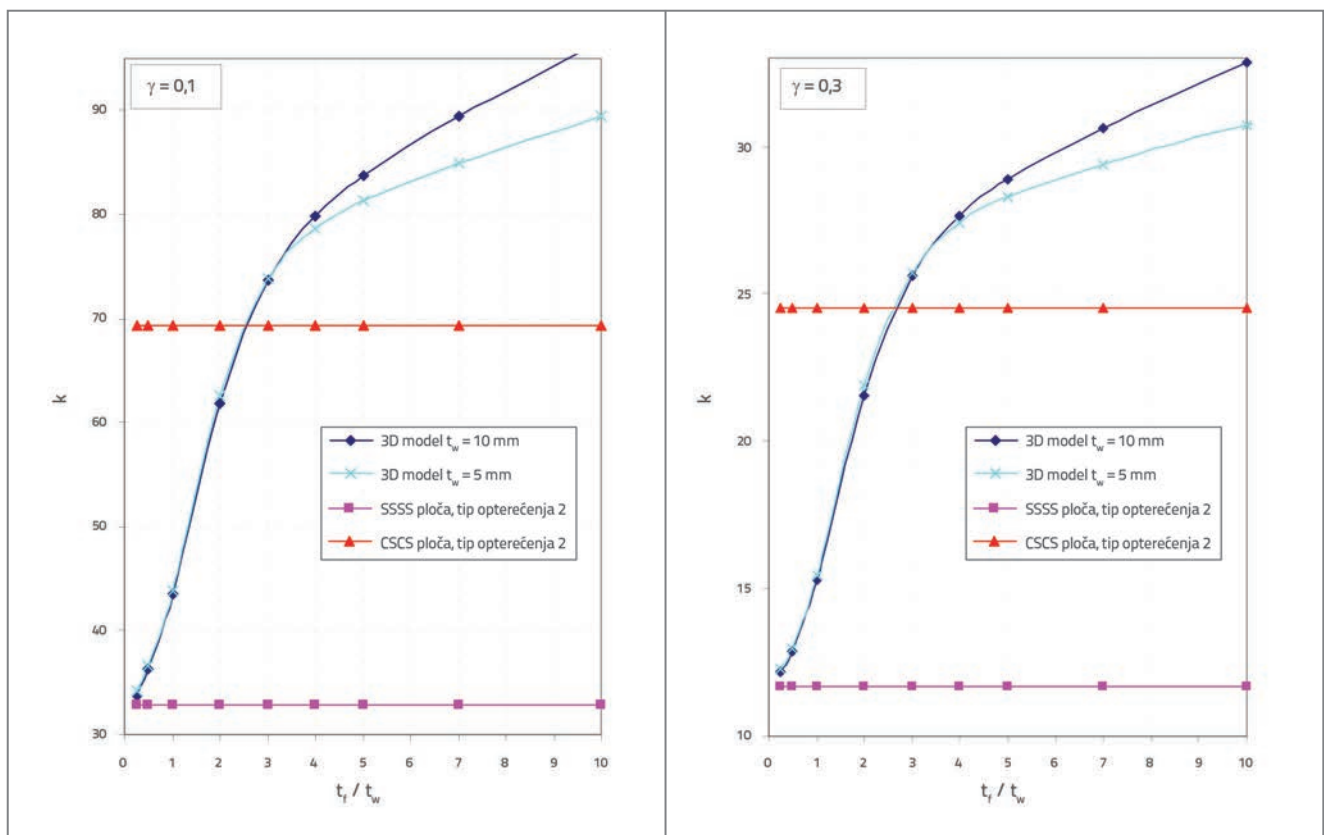 γ = 0,1
90
80
70
60
50
40
30
k
0 1 2 3 4 5 6 7 8 9 10
t_f / t_w
3D model t_w = 10 mm
3D model t_w = 5 mm
SSSS ploča, tip opterećenja 2
CSCS ploča, tip opterećenja 2
γ = 0,3
30
25
20
15
10
k
0 1 2 3 4 5 6 7 8 9 10
t_f / t_w
3D model t_w = 10 mm
3D model t_w = 5 mm
SSSS ploča, tip opterećenja 2
CSCS ploča, tip opterećenja 2